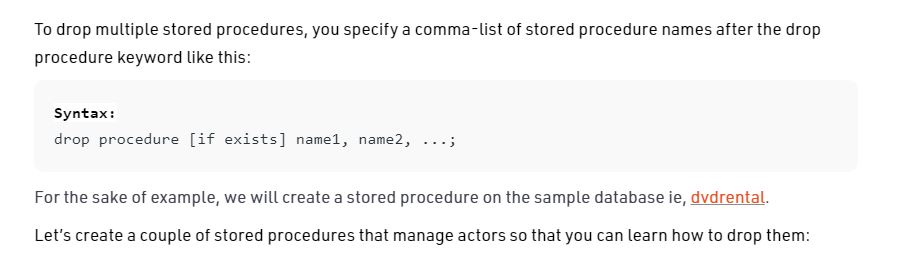 To drop multiple stored procedures, you specify a comma-list of stored procedure names after the drop
procedure keyword like this:
Syntax:
drop procedure [if exists] name1, name2, ...;
For the sake of example, we will create a stored procedure on the sample database ie, dvdrental.
Let's create a couple of stored procedures that manage actors so that you can learn how to drop them: